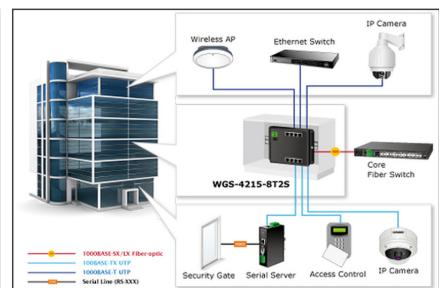 IP Camera
Wireless AP
Ethernet Switch
WGS-4215-8T2S
Core
Fiber Switch
1000BASE-SX/LX Fiber-optic
100BASE-TX UTP
1000BASE-T UTP
Serial Line (RS-XXX)
Security Gate
Serial Server
Access Control
IP Camera